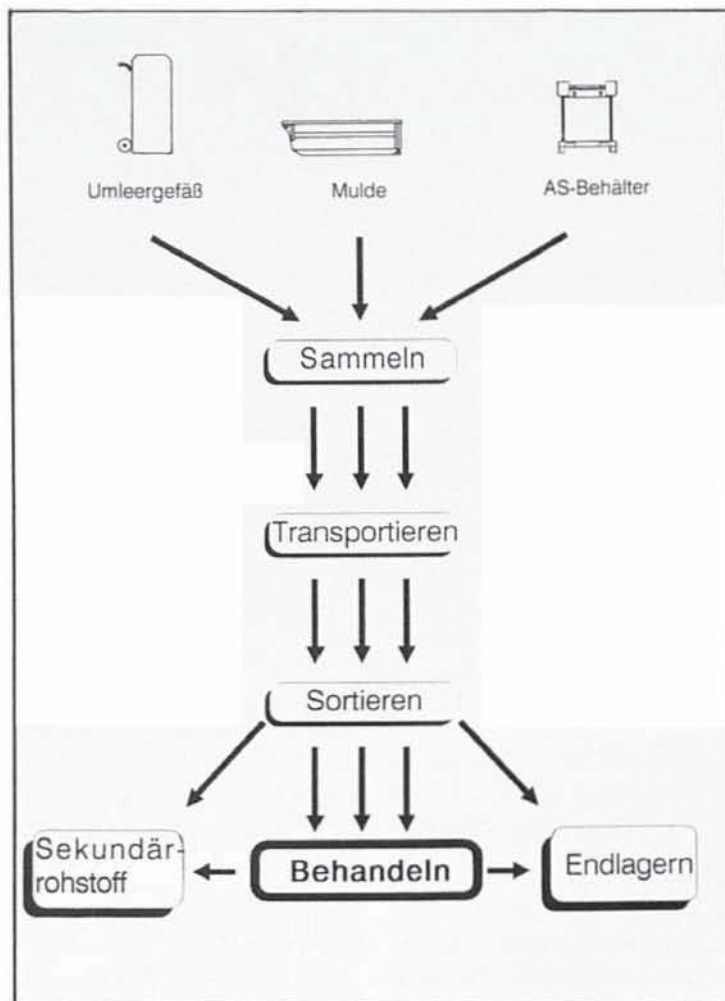 Umleergefäß
Mulde
AS-Behälter
Sammeln
Transportieren
Sortieren
Sekundär-
rohstoff
Behandeln
Endlagern